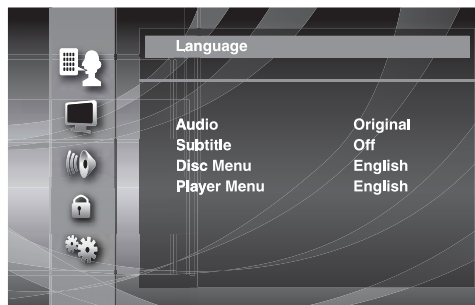 Language
Audio Original
Subtitle Off
Disc Menu English
Player Menu English